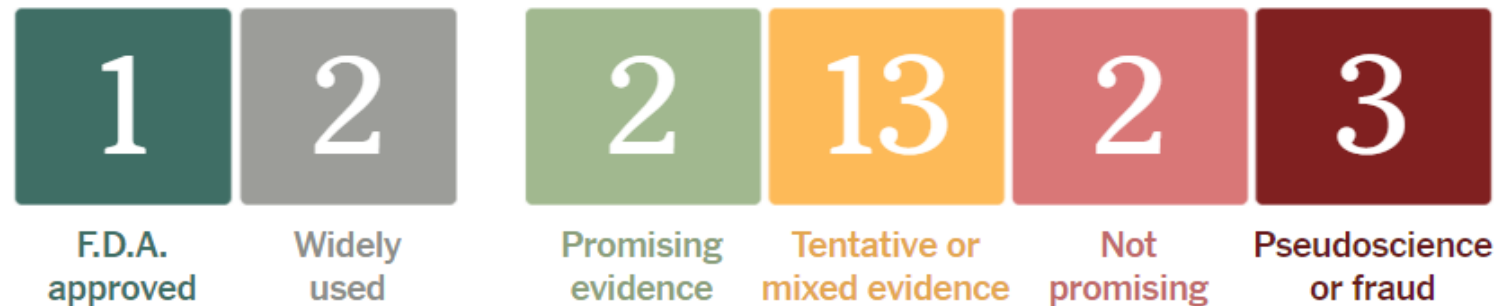 1 2 2 13 2 3
F.D.A. Widely Promising Tentative or Not Pseudoscience
approved used evidence mixed evidence promising or fraud